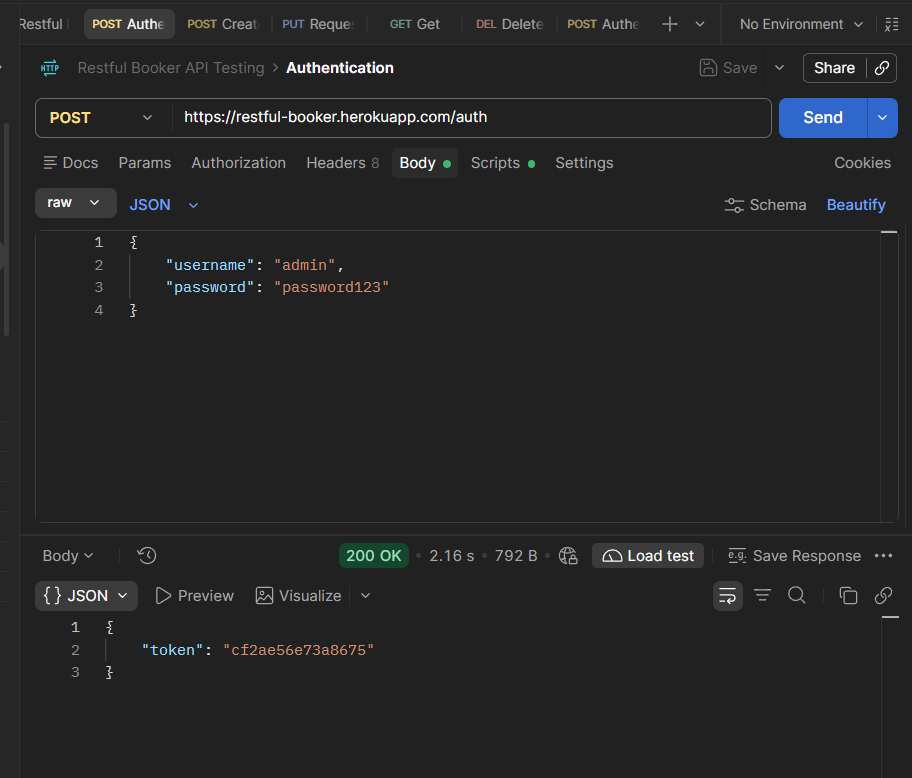 Restful
POST Authe
POST Creat
PUT Reque
GET Get
DEL Delete
POST Authe
No Environment
HTTP
Restful Booker API Testing > Authentication
Save
Share
POST
https://restful-booker.herokuapp.com/auth
Send
Docs
Params
Authorization
Headers 8
Body
Scripts
Settings
Cookies
raw
JSON
Schema
Beautify
1 {
2 "username": "admin",
3 "password": "password123"
4 }
Body
200 OK • 2.16 s • 792 B •
Load test
e.g. Save Response
{} JSON
Preview
Visualize
1 {
2 "token": "cf2ae56e73a8675"
3 }